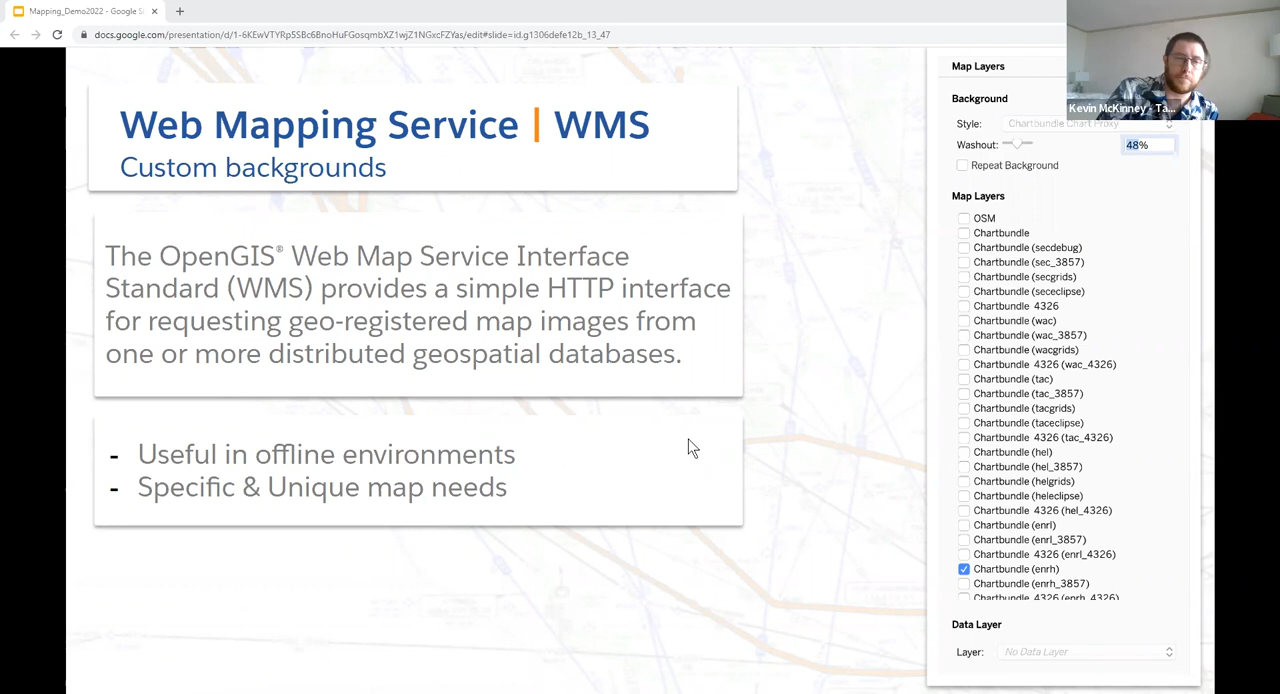 Mapping_Demo2022 - Google S
docs.google.com/presentation/d/1-6KEwVTYRpSSBc6BnoHuFGosqmbXZ1wjZ1NGxcFZYas/edit#slide=id.g1306defe12b_13_47
Kevin McKinney - Ta...
Web Mapping Service | WMS
Custom backgrounds
The OpenGIS® Web Map Service Interface
Standard (WMS) provides a simple HTTP interface
for requesting geo-registered map images from
one or more distributed geospatial databases.
- Useful in offline environments
- Specific & Unique map needs
Map Layers
Background
Style: Chartbundle Chart Proxy
Washout: 48%
Repeat Background
Map Layers
OSM
Chartbundle
Chartbundle (secdebug)
Chartbundle (sec_3857)
Chartbundle (secgrids)
Chartbundle (sececlipse)
Chartbundle 4326
Chartbundle (wac)
Chartbundle (wac_3857)
Chartbundle (wacgrids)
Chartbundle 4326 (wac_4326)
Chartbundle (tac)
Chartbundle (tac_3857)
Chartbundle (tacgrids)
Chartbundle (taceclipse)
Chartbundle 4326 (tac_4326)
Chartbundle (hel)
Chartbundle (hel_3857)
Chartbundle (helgrids)
Chartbundle (heleclipse)
Chartbundle 4326 (hel_4326)
Chartbundle (enrl)
Chartbundle (enrl_3857)
Chartbundle 4326 (enrl_4326)
Chartbundle (enrh)
Chartbundle (enrh_3857)
Chartbundle 4326 (enrh_4326)
Data Layer
Layer: No Data Layer